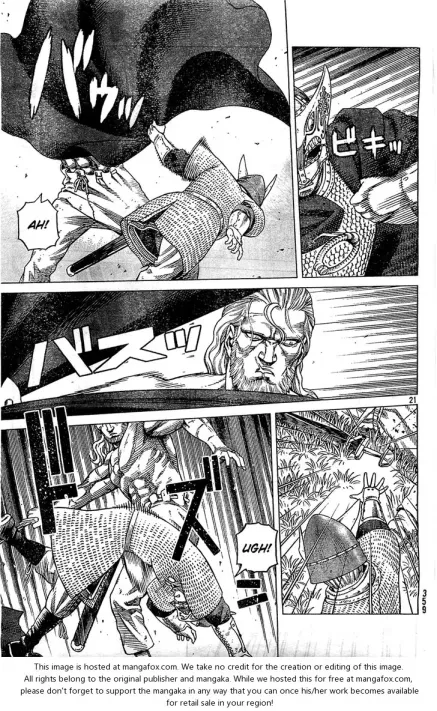 バウッ
ビキッ
AH!
バスッ
21
ドズ
UGH!
359
This image is hosted at mangafox.com. We take no credit for the creation or editing of this image.
All rights belong to the original publisher and mangaka. While we hosted this for free at mangafox.com,
please don't forget to support the mangaka in any way that you can once his/her work becomes available
for retail sale in your region!